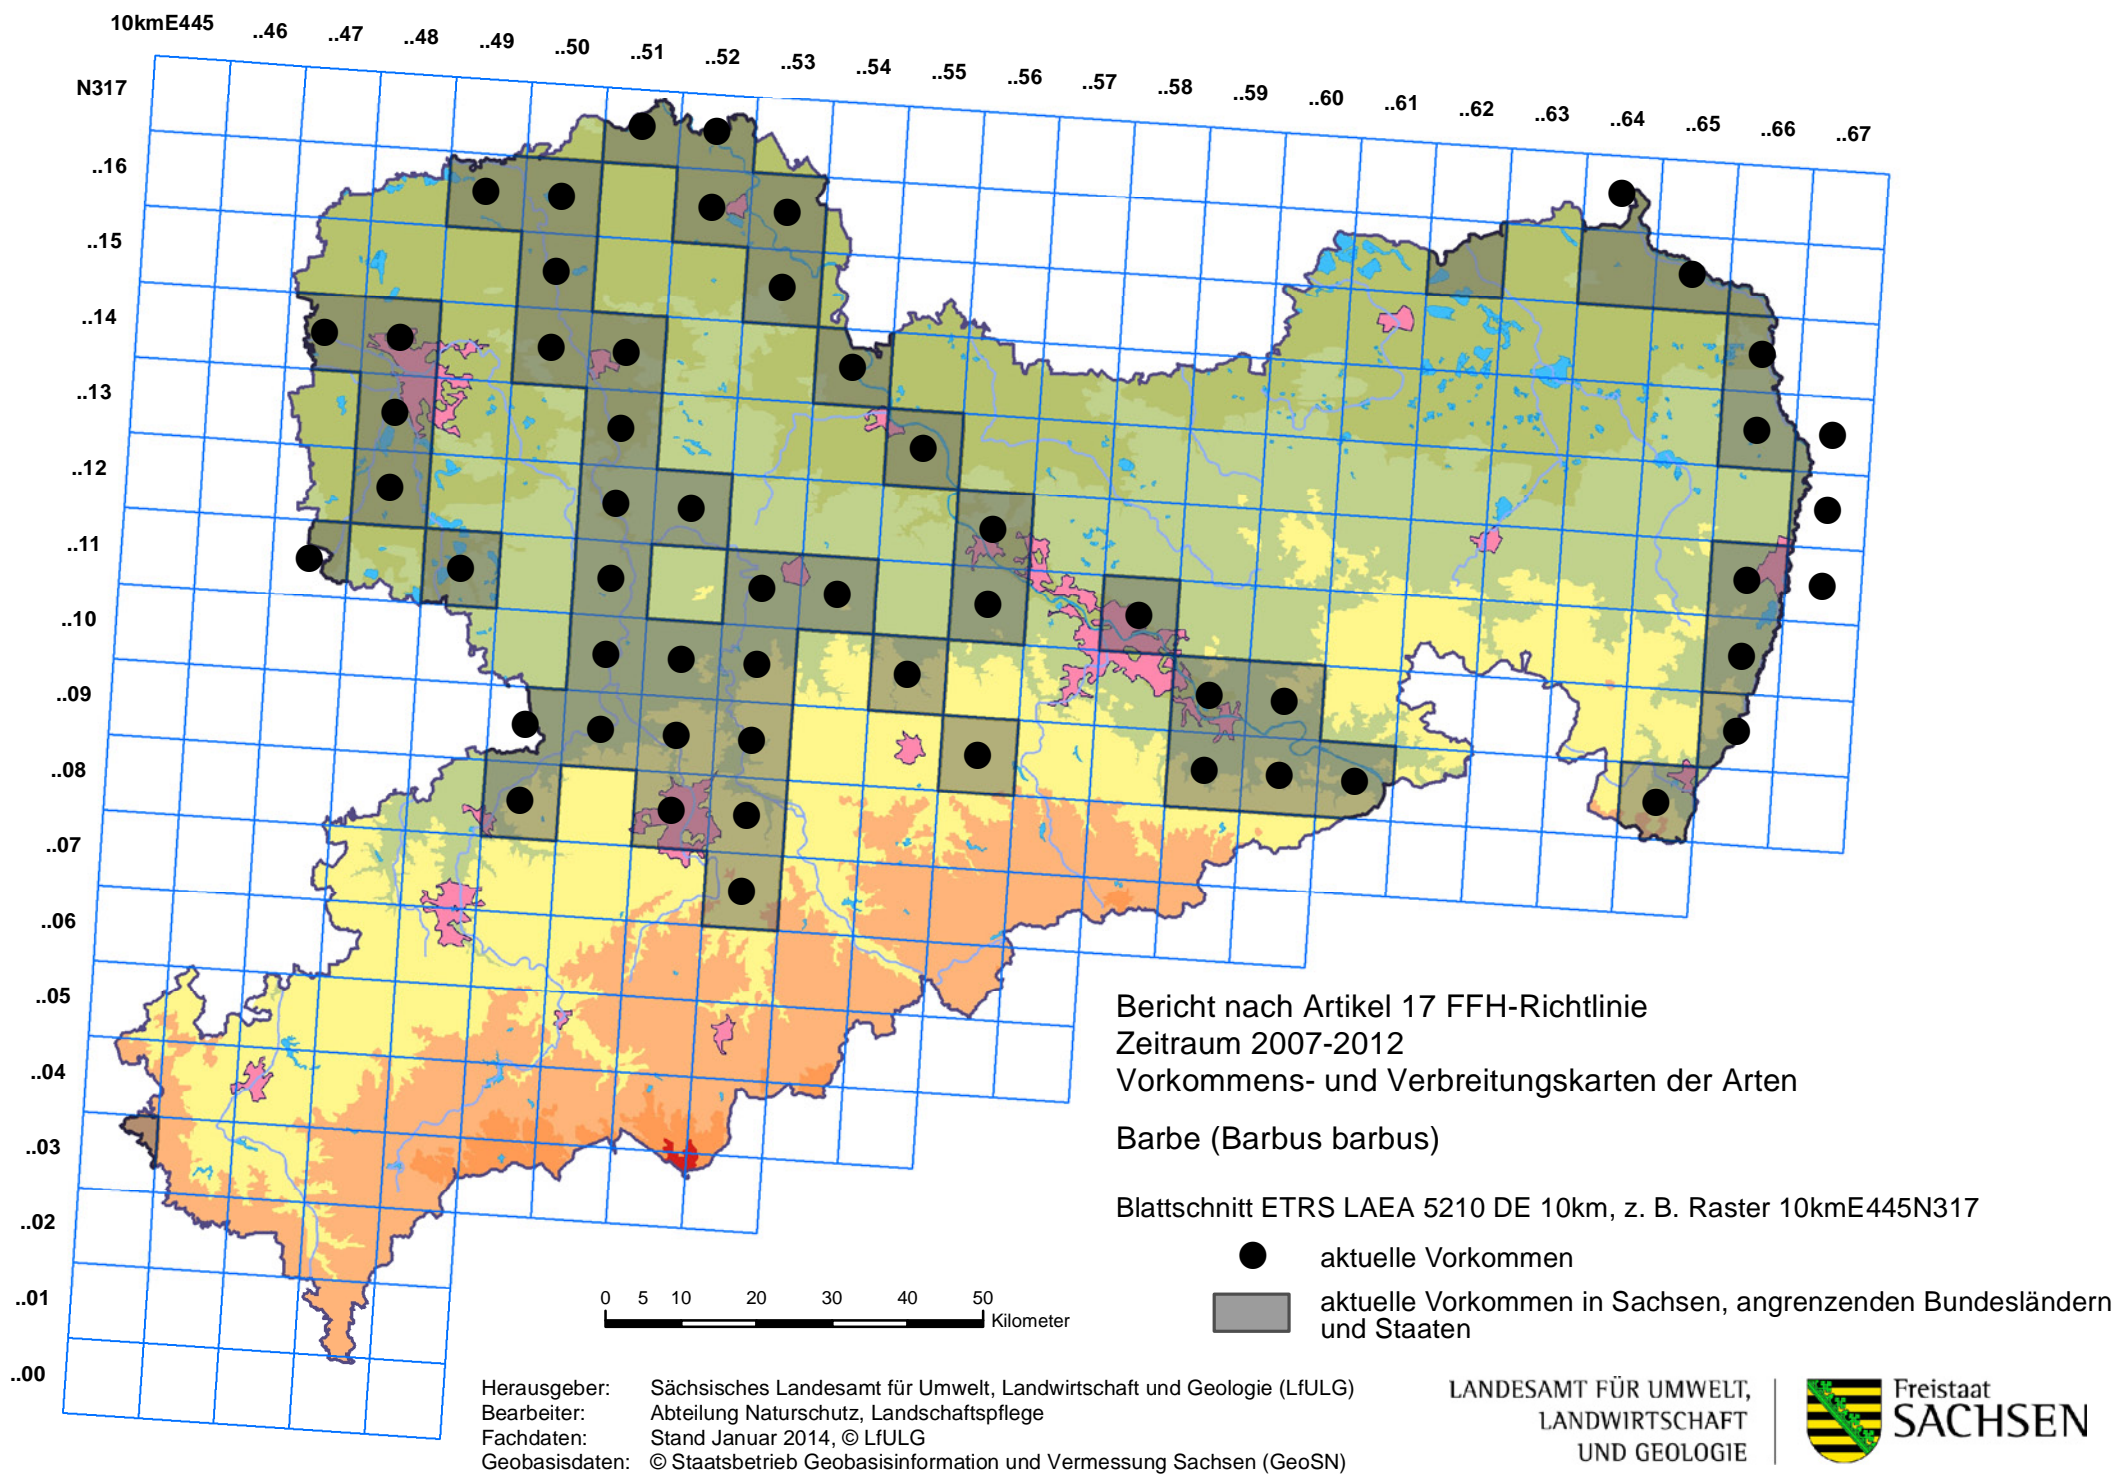 10kmE445 ..46 ..47 ..48 ..49 ..50 ..51 ..52 ..53 ..54 ..55 ..56 ..57 ..58 ..59 ..60 ..61 ..62 ..63 ..64 ..65 ..66 ..67
N317
..16
..15
..14
..13
..12
..11
..10
..09
..08
..07
..06
..05
..04
..03
..02
..01
..00
Bericht nach Artikel 17 FFH-Richtlinie
Zeitraum 2007-2012
Vorkommens- und Verbreitungskarten der Arten
Barbe (Barbus barbus)
Blattschnitt ETRS LAEA 5210 DE 10km, z. B. Raster 10kmE445N317
aktuelle Vorkommen
aktuelle Vorkommen in Sachsen, angrenzenden Bundesländern
und Staaten
0 5 10 20 30 40 50
Kilometer
Herausgeber: Sächsisches Landesamt für Umwelt, Landwirtschaft und Geologie (LfULG)
Bearbeiter: Abteilung Naturschutz, Landschaftspflege
Fachdaten: Stand Januar 2014, © LfULG
Geobasisdaten: © Staatsbetrieb Geobasisinformation und Vermessung Sachsen (GeoSN)
LANDESAMT FÜR UMWELT,
LANDWIRTSCHAFT
UND GEOLOGIE
Freistaat
SACHSEN